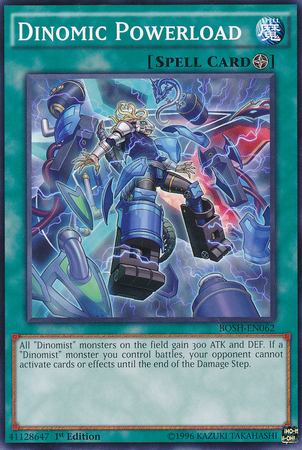 Dinomic Powerload
魔
[Spell Card]
BOSH-EN062
All "Dinomist" monsters on the field gain 300 ATK and DEF. If a
"Dinomist" monster you control battles, your opponent cannot
activate cards or effects until the end of the Damage Step.
41128647 1st Edition ©1996 KAZUKI TAKAHASHI